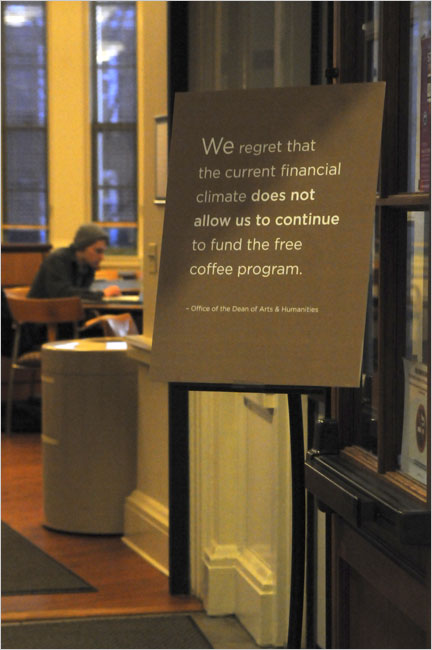 We regret that
the current financial
climate does not
allow us to continue
to fund the free
coffee program.
– Office of the Dean of Arts & Humanities